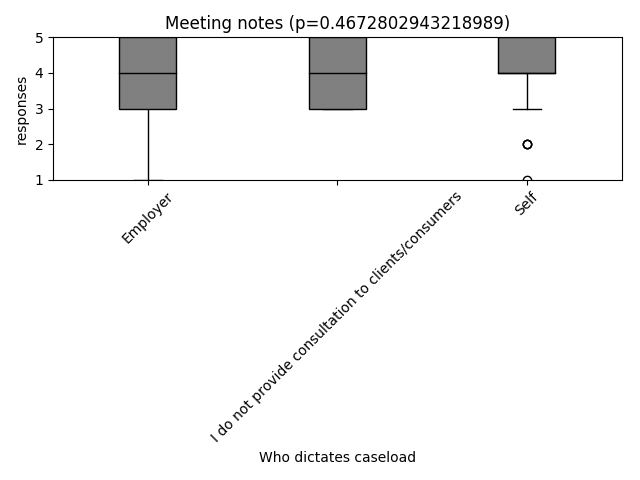 Meeting notes (p=0.4672802943218989)
responses
5
4
3
2
1
Employer
I do not provide consultation to clients/consumers
Self
Who dictates caseload